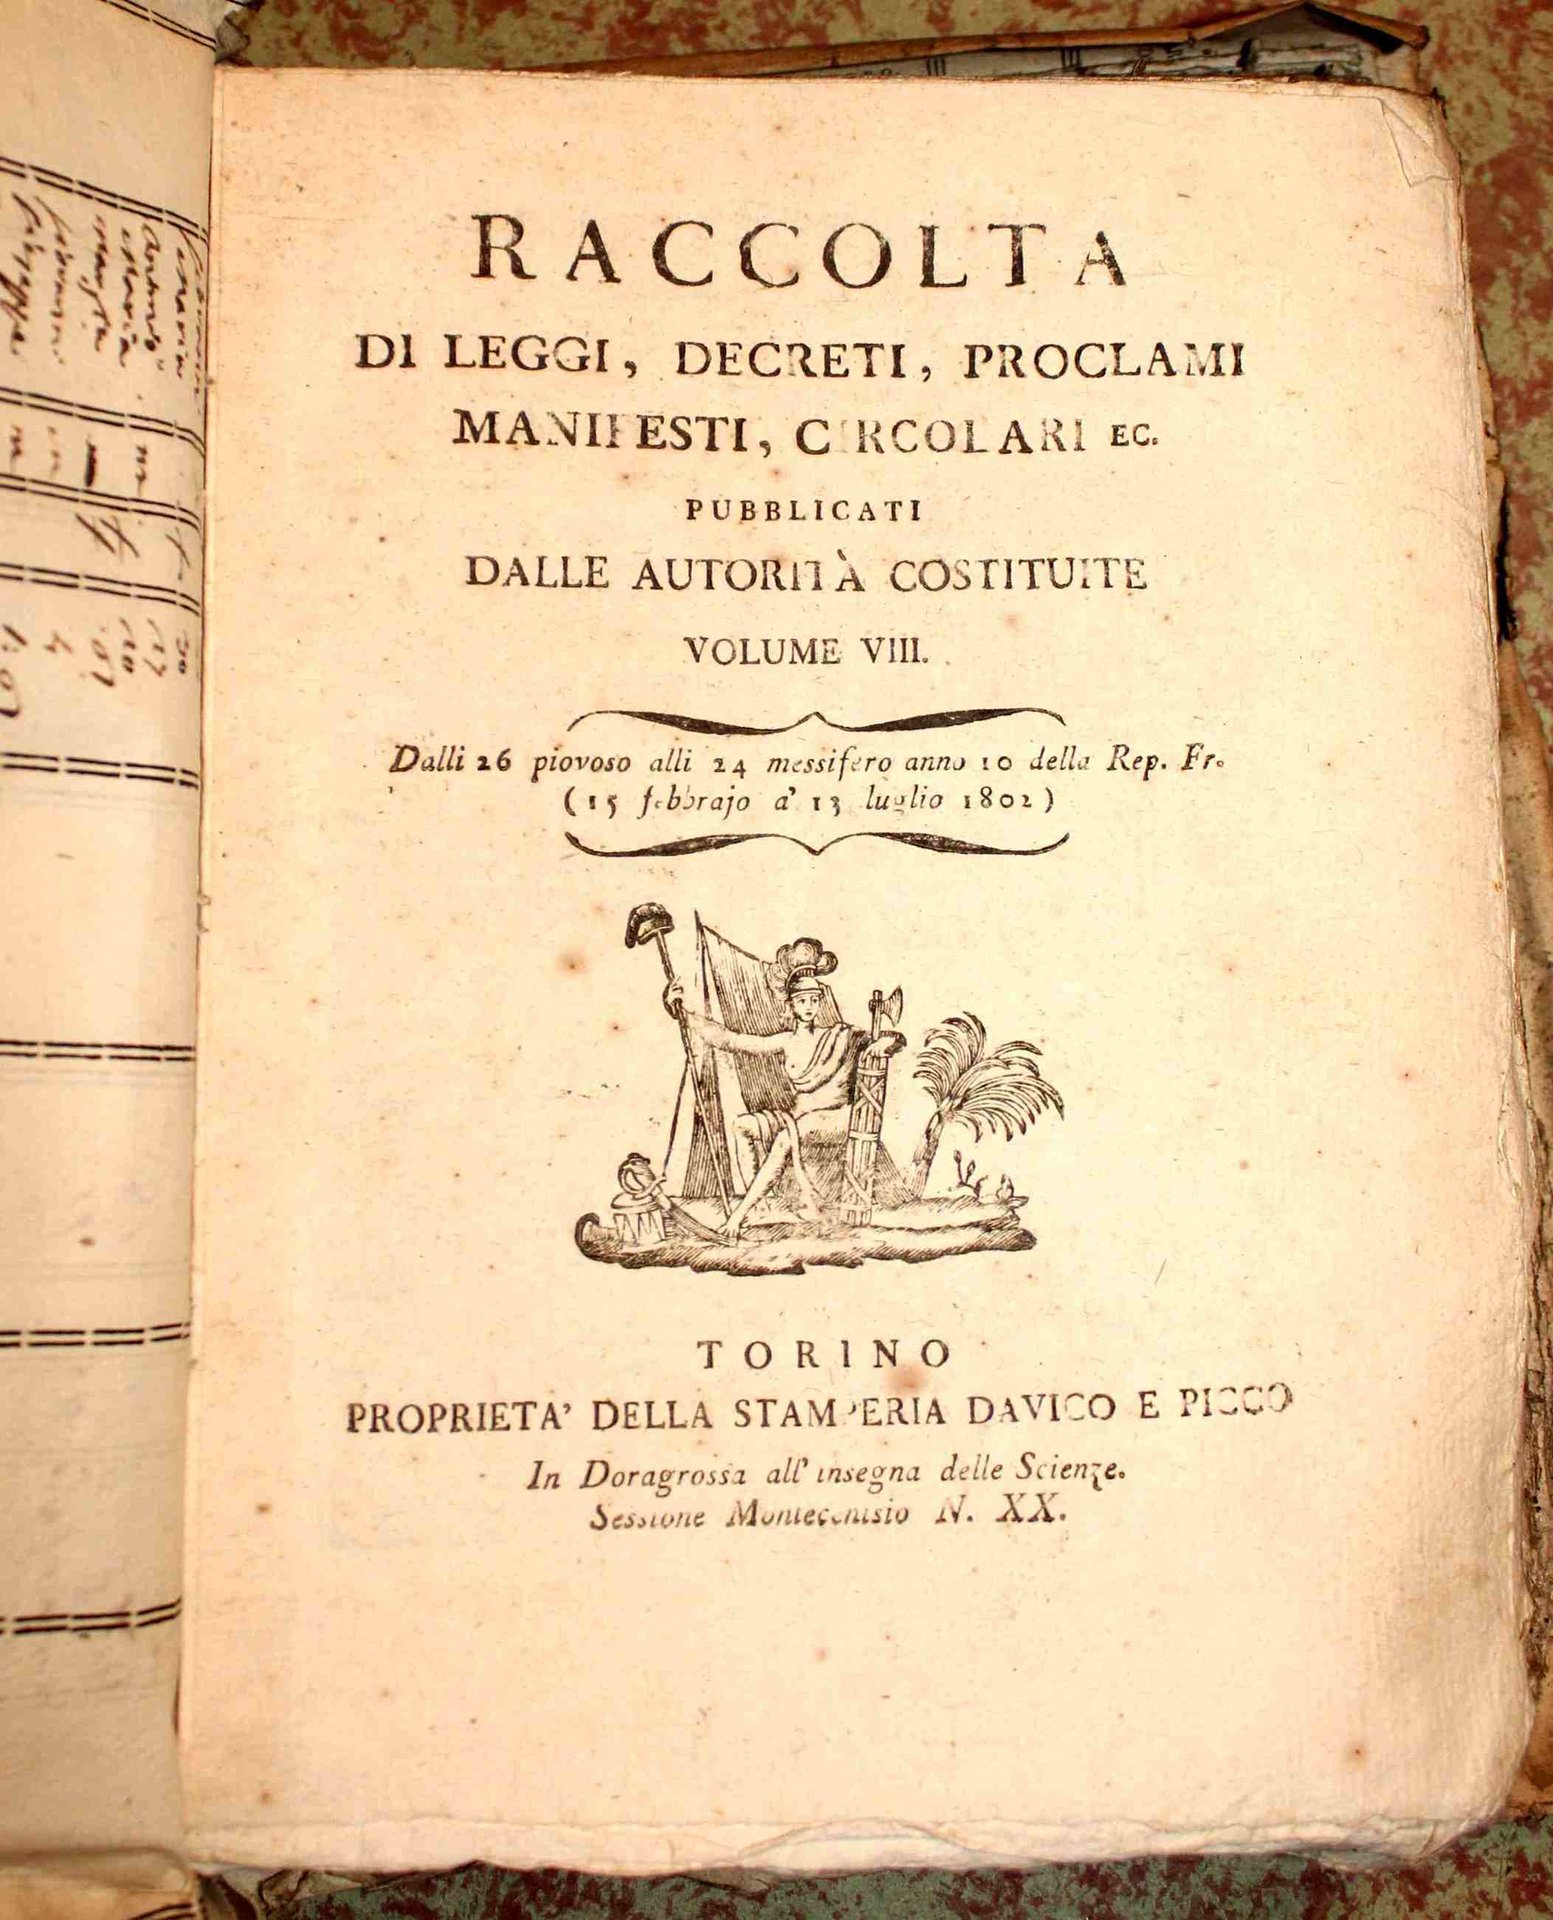 RACCOLTA
DI LEGGI, DECRETI, PROCLAMI
MANIFESTI, CIRCOLARI EC.
PUBBLICATI
DALLE AUTORITÀ COSTITUITE
VOLUME VIII.
Dalli 26 piovoso alli 24 messifero anno 10 della Rep. Fr.
(15 febbrajo a' 13 luglio 1802)
TORINO
PROPRIETA' DELLA STAMPERIA DAVICO E PICCO
In Doragrossa all' insegna delle Scienze.
Sessione Montecenisio N. XX.